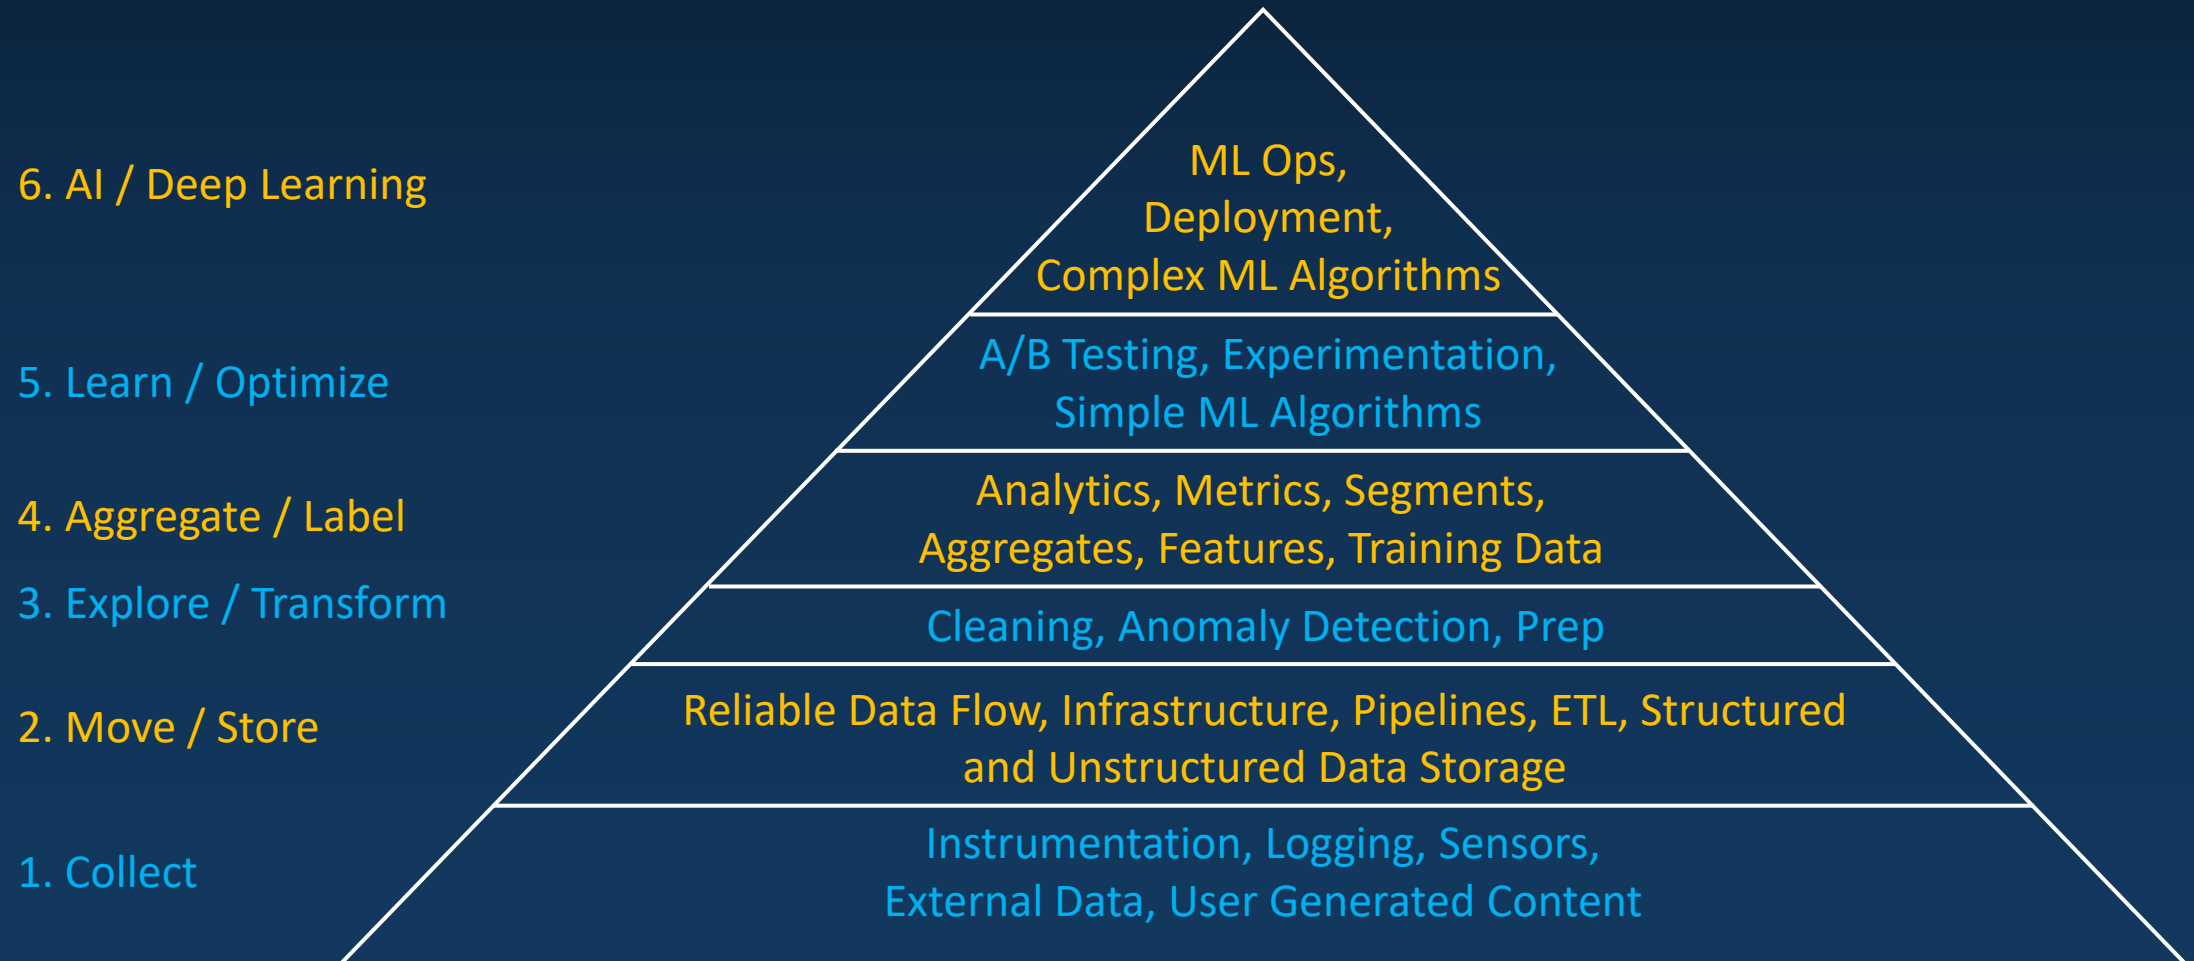 6. AI / Deep Learning
ML Ops,
Deployment,
Complex ML Algorithms
5. Learn / Optimize
A/B Testing, Experimentation,
Simple ML Algorithms
4. Aggregate / Label
Analytics, Metrics, Segments,
Aggregates, Features, Training Data
3. Explore / Transform
Cleaning, Anomaly Detection, Prep
2. Move / Store
Reliable Data Flow, Infrastructure, Pipelines, ETL, Structured
and Unstructured Data Storage
1. Collect
Instrumentation, Logging, Sensors,
External Data, User Generated Content